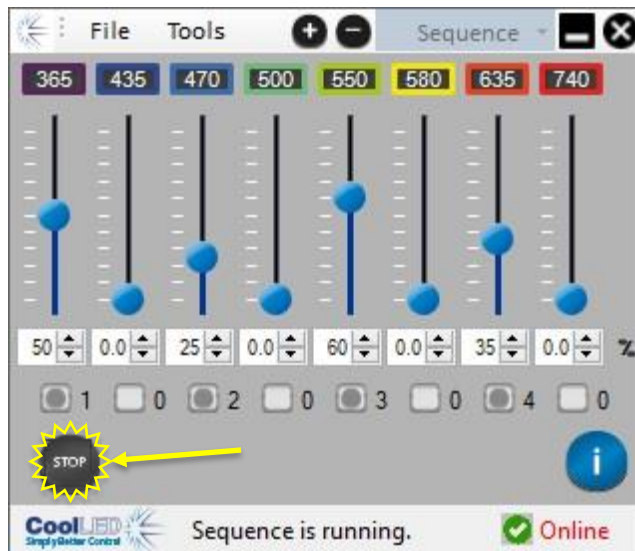 File Tools Sequence
365 435 470 500 550 580 635 740
50 0.0 25 0.0 60 0.0 35 0.0 %
1 0 2 0 3 0 4 0
STOP i
CoolLED Sequence is running. Online
Simply Better Control